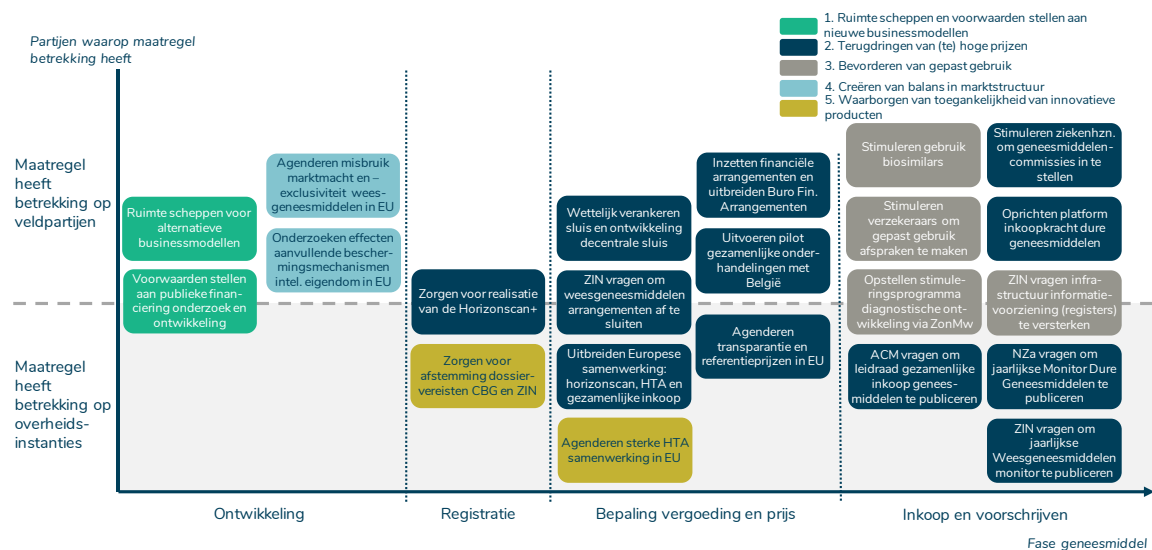 1. Ruimte scheppen en voorwaarden stellen aan
nieuwe businessmodellen
2. Terugdringen van (te) hoge prijzen
3. Bevorderen van gepast gebruik
4. Creëren van balans in marktstructuur
5. Waarborgen van toegankelijkheid van innovatieve
producten
Partijen waarop maatregel
betrekking heeft
Maatregel
heeft
betrekking op
veldpartijen
Maatregel
heeft
betrekking op
overheids-
instanties
Ruimte scheppen voor
alternatieve
businessmodellen
Voorwaarden stellen
aan publieke finan-
ciering onderzoek en
ontwikkeling
Agenderen misbruik
marktmacht en –
exclusiviteit wees-
geneesmiddelen in EU
Onderzoeken effecten
aanvullende bescher-
mingsmechanismen
intel. eigendom in EU
Zorgen voor realisatie
van de Horizonscan+
Zorgen voor
afstemming dossier-
vereisten CBG en ZIN
Wettelijk verankeren
sluis en ontwikkeling
decentrale sluis
ZIN vragen om
weesgeneesmiddelen
arrangementen af te
sluiten
Uitbreiden Europese
samenwerking:
horizonscan, HTA en
gezamenlijke inkoop
Agenderen sterke HTA
samenwerking in EU
Inzetten financiële
arrangementen en
uitbreiden Buro Fin.
Arrangementen
Uitvoeren pilot
gezamenlijke onder-
handelingen met
België
Agenderen
transparantie en
referentieprijzen in EU
Stimuleren gebruik
biosimilars
Stimuleren
verzekeraars om
gepast gebruik
afspraken te maken
Opstellen stimule-
ringsprogramma
diagnostische ont-
wikkeling via ZonMw
ACM vragen om
leidraad gezamenlijke
inkoop genees-
middelen te publiceren
Stimuleren ziekenhzn.
om geneesmiddelen-
commissies in te
stellen
Oprichten platform
inkoopkracht dure
geneesmiddelen
ZIN vragen infra-
structuur informatie-
voorziening (registers)
te versterken
NZa vragen om
jaarlijkse Monitor Dure
Geneesmiddelen te
publiceren
ZIN vragen om
jaarlijkse
Weesgeneesmiddelen
monitor te publiceren
Ontwikkeling
Registratie
Bepaling vergoeding en prijs
Inkoop en voorschrijven
Fase geneesmiddel